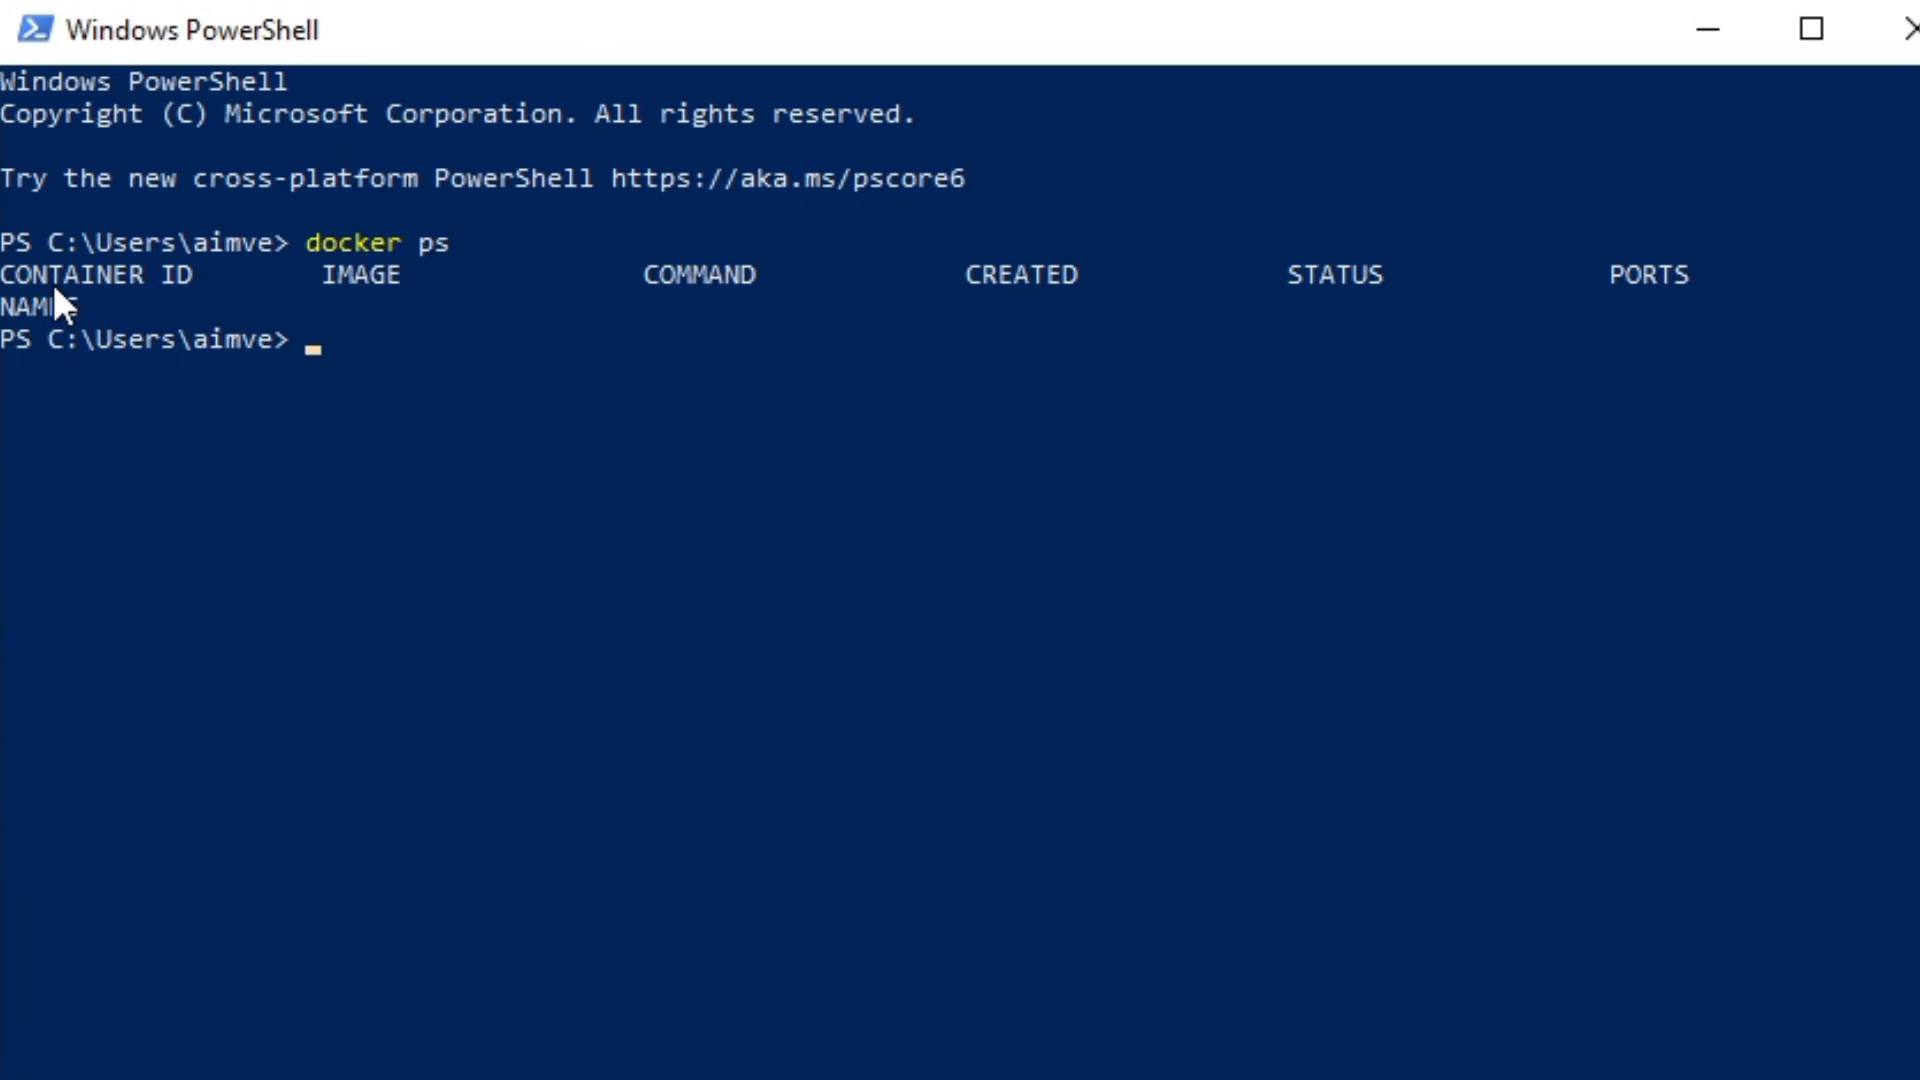 Windows PowerShell
Windows PowerShell
Copyright (C) Microsoft Corporation. All rights reserved.
Try the new cross-platform PowerShell https://aka.ms/pscore6
PS C:\Users\aimve> docker ps
CONTAINER ID IMAGE COMMAND CREATED STATUS PORTS
NAMES
PS C:\Users\aimve>